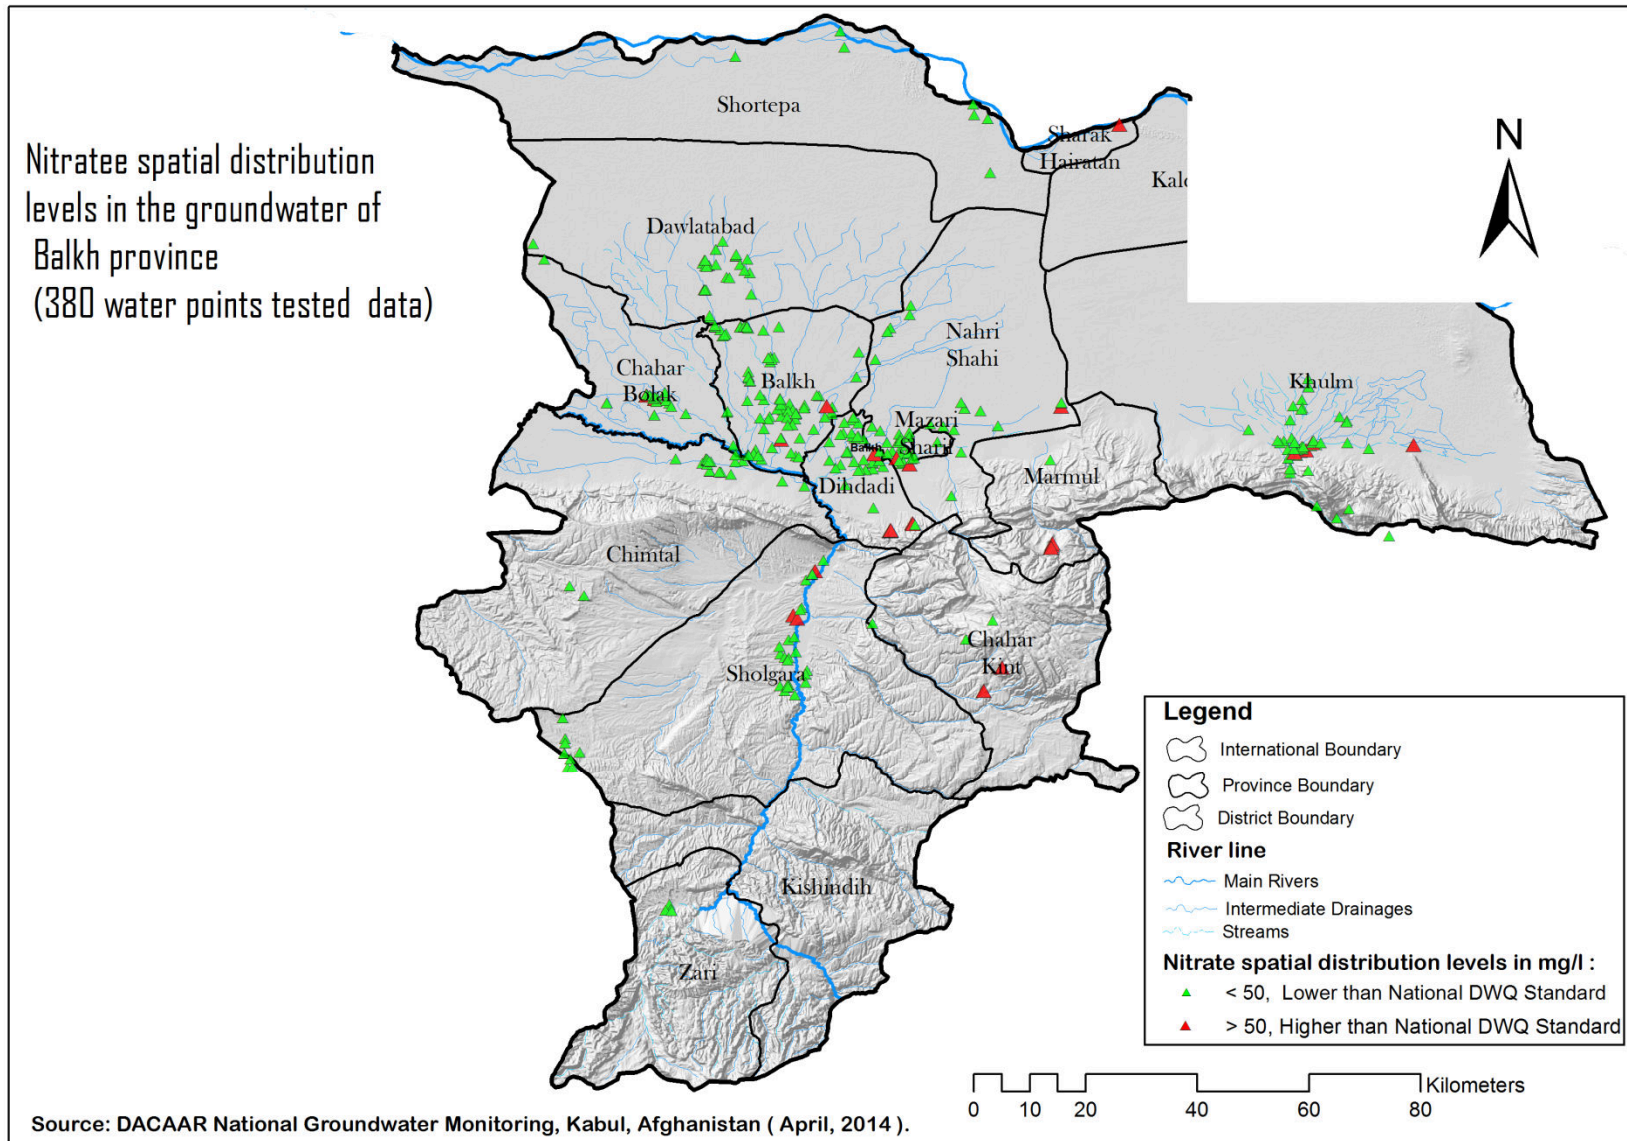 Nitratee spatial distribution
levels in the groundwater of
Balkh province
(380 water points tested data)
N
Shortepa
Sharak
Hairatan
Dawlatabad
Nahri
Shahi
Chahar
Bolak
Balkh
Khulm
Mazari
Sharif
Balkh
Dihdadi
Marmul
Chimtal
Chahar
Kint
Sholgara
Kishindih
Zari
Legend
International Boundary
Province Boundary
District Boundary
River line
Main Rivers
Intermediate Drainages
Streams
Nitrate spatial distribution levels in mg/l :
< 50, Lower than National DWQ Standard
> 50, Higher than National DWQ Standard
Kilometers
0 10 20 40 60 80
Source: DACAAR National Groundwater Monitoring, Kabul, Afghanistan ( April, 2014 ).